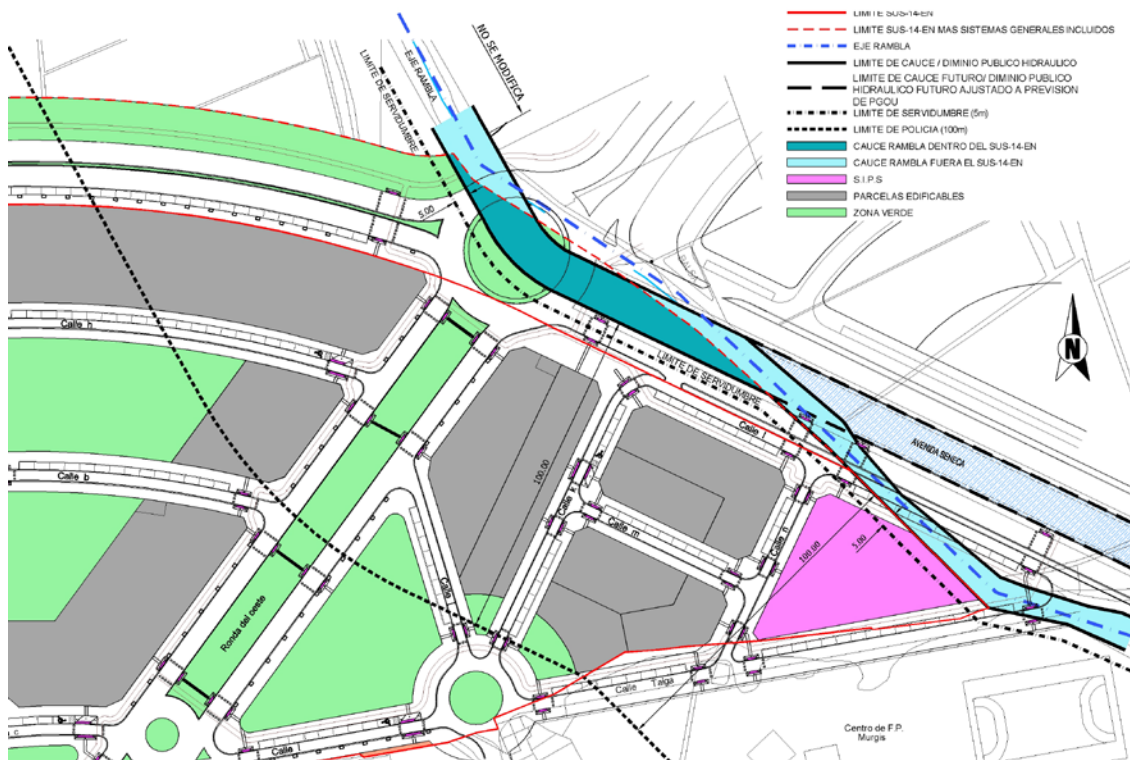 LIMITE SUS-14-EN
LIMITE SUS-14-EN MAS SISTEMAS GENERALES INCLUIDOS
EJE RAMBLA
LIMITE DE CAUCE / DIMINIO PUBLICO HIDRAULICO
LIMITE DE CAUCE FUTURO/ DIMINIO PUBLICO
HIDRAULICO FUTURO AJUSTADO A PREVISION
DE PGOU
LIMITE DE SERVIDUMBRE (5m)
LIMITE DE POLICIA (100m)
CAUCE RAMBLA DENTRO DEL SUS-14-EN
CAUCE RAMBLA FUERA EL SUS-14-EN
S.I.P.S
PARCELAS EDIFICABLES
ZONA VERDE
EJE RAMBLA
NO SE MODIFICA
LIMITE DE SERVIDUMBRE
5.00
BALSA
N
Calle h
LIMITE DE SERVIDUMBRE
Calle l
AVENIDA SENECA
Calle b
100.00
Calle k
Calle m
Calle n
100.00
5.00
Ronda del oeste
Calle l
Calle Taiga
Centro de F.P.
Murgis
c
Calle l